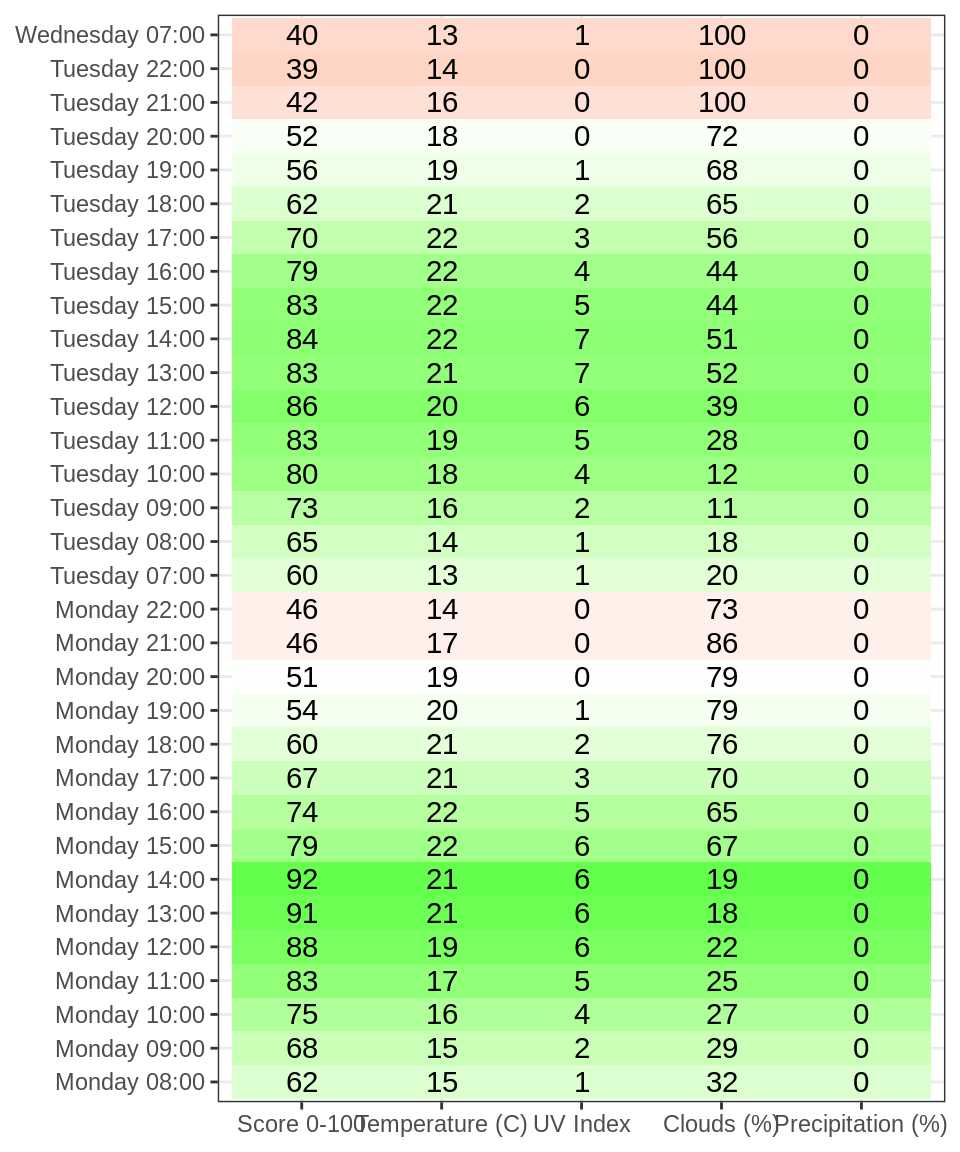 Wednesday 07:00 40 13 1 100 0
Tuesday 22:00 39 14 0 100 0
Tuesday 21:00 42 16 0 100 0
Tuesday 20:00 52 18 0 72 0
Tuesday 19:00 56 19 1 68 0
Tuesday 18:00 62 21 2 65 0
Tuesday 17:00 70 22 3 56 0
Tuesday 16:00 79 22 4 44 0
Tuesday 15:00 83 22 5 44 0
Tuesday 14:00 84 22 7 51 0
Tuesday 13:00 83 21 7 52 0
Tuesday 12:00 86 20 6 39 0
Tuesday 11:00 83 19 5 28 0
Tuesday 10:00 80 18 4 12 0
Tuesday 09:00 73 16 2 11 0
Tuesday 08:00 65 14 1 18 0
Tuesday 07:00 60 13 1 20 0
Monday 22:00 46 14 0 73 0
Monday 21:00 46 17 0 86 0
Monday 20:00 51 19 0 79 0
Monday 19:00 54 20 1 79 0
Monday 18:00 60 21 2 76 0
Monday 17:00 67 21 3 70 0
Monday 16:00 74 22 5 65 0
Monday 15:00 79 22 6 67 0
Monday 14:00 92 21 6 19 0
Monday 13:00 91 21 6 18 0
Monday 12:00 88 19 6 22 0
Monday 11:00 83 17 5 25 0
Monday 10:00 75 16 4 27 0
Monday 09:00 68 15 2 29 0
Monday 08:00 62 15 1 32 0
Score 0-100 Temperature (C) UV Index Clouds (%) Precipitation (%)